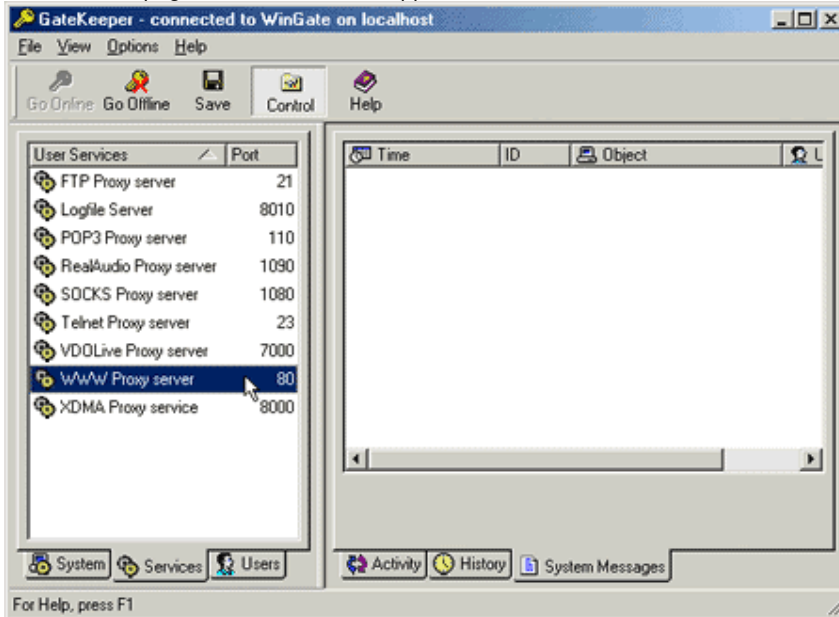 GateKeeper - connected to WinGate on localhost
File View Options Help
Go Online Go Offline Save Control Help
User Services Port
FTP Proxy server 21
Logfile Server 8010
POP3 Proxy server 110
RealAudio Proxy server 1090
SOCKS Proxy server 1080
Telnet Proxy server 23
VDOLive Proxy server 7000
WWW Proxy server 80
XDMA Proxy service 8000
System Services Users
Time ID Object U
Activity History System Messages
For Help, press F1